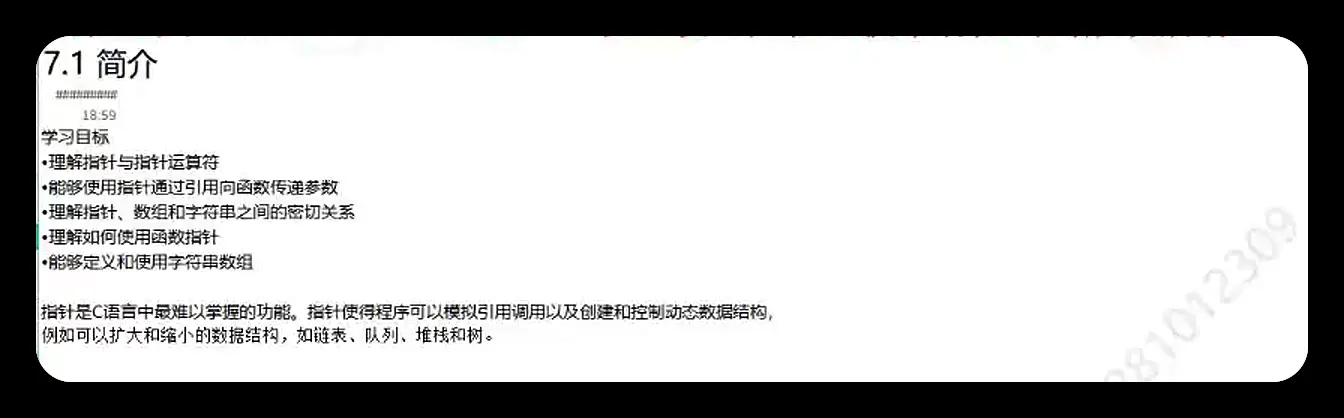 7.1 简介
#########
18:59
学习目标
•理解指针与指针运算符
•能够使用指针通过引用向函数传递参数
•理解指针、数组和字符串之间的密切关系
•理解如何使用函数指针
•能够定义和使用字符串数组
指针是C语言中最难以掌握的功能。指针使得程序可以模拟引用调用以及创建和控制动态数据结构,
例如可以扩大和缩小的数据结构，如链表、队列、堆栈和树。
81012309